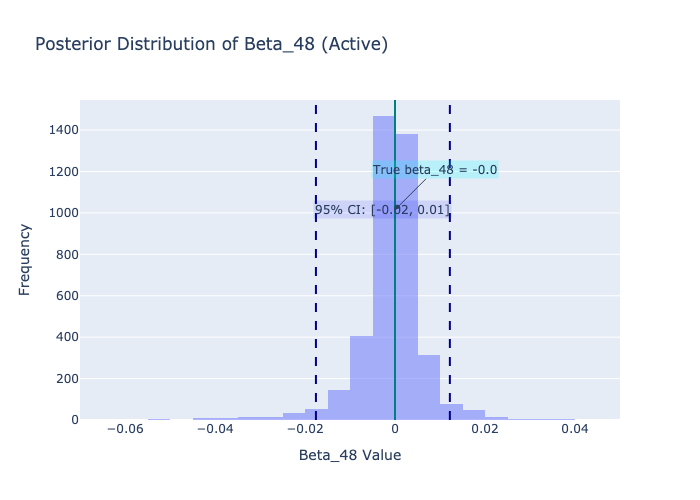 Posterior Distribution of Beta_48 (Active)
1400
1200
1000
800
600
400
200
0
True beta_48 = -0.0
95% CI: [-0.02, 0.01]
Frequency
−0.06
−0.04
−0.02
0
0.02
0.04
Beta_48 Value